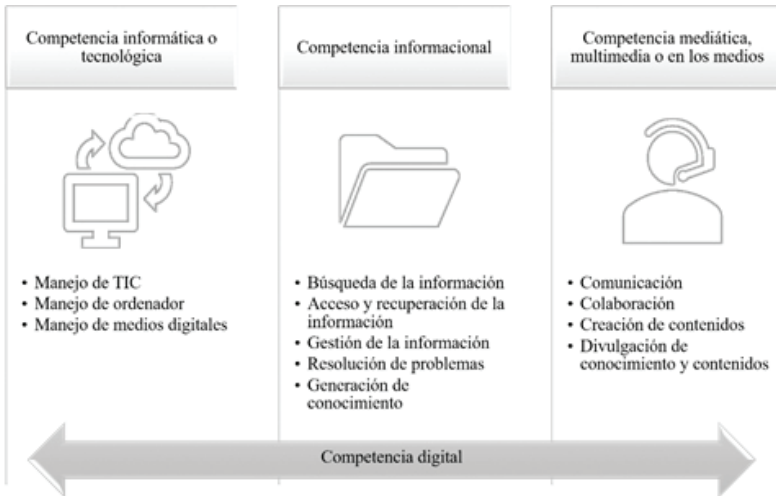 Competencia informática o
tecnológica
Competencia informacional
Competencia mediática,
multimedia o en los medios
• Manejo de TIC
• Manejo de ordenador
• Manejo de medios digitales
• Búsqueda de la información
• Acceso y recuperación de la
información
• Gestión de la información
• Resolución de problemas
• Generación de
conocimiento
• Comunicación
• Colaboración
• Creación de contenidos
• Divulgación de
conocimiento y contenidos
Competencia digital